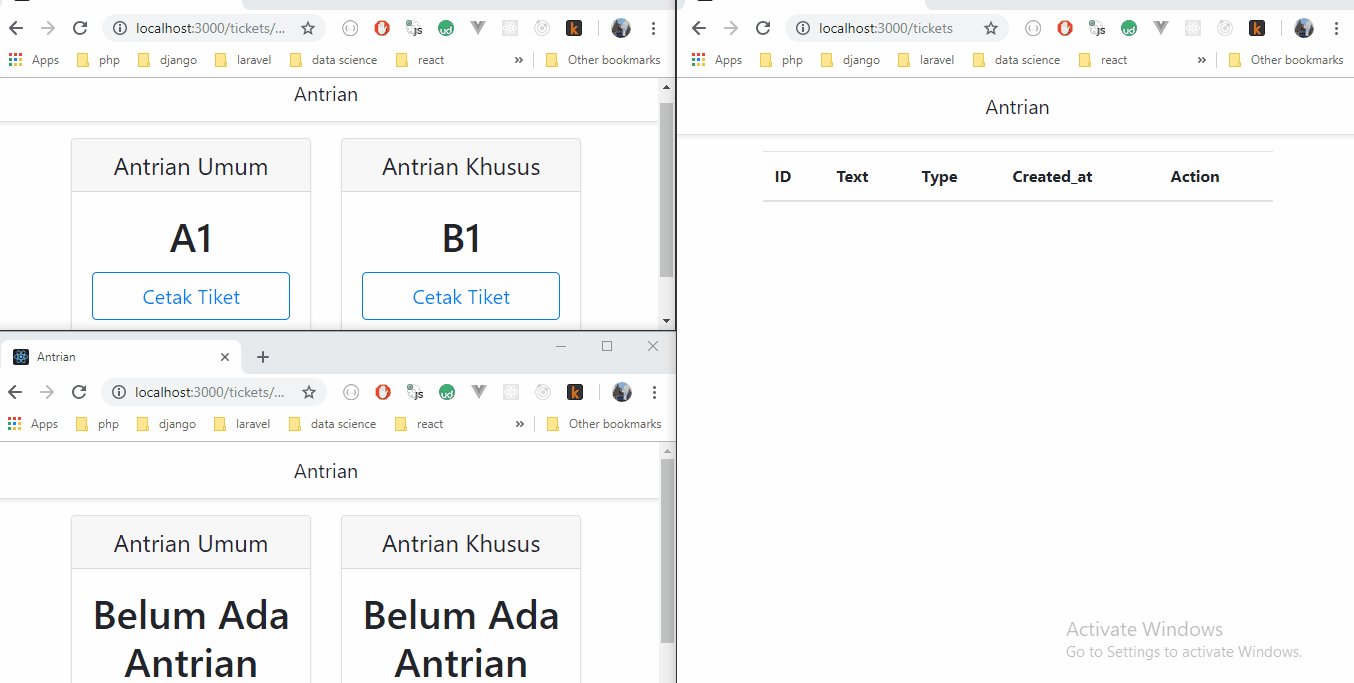 localhost:3000/tickets/...
Apps php django laravel data science react » Other bookmarks
Antrian
Antrian Umum
A1
Cetak Tiket
Antrian Khusus
B1
Cetak Tiket
Antrian
localhost:3000/tickets/...
Apps php django laravel data science react » Other bookmarks
Antrian
Antrian Umum
Belum Ada
Antrian
Antrian Khusus
Belum Ada
Antrian
localhost:3000/tickets
Apps php django laravel data science react » Other bookmarks
Antrian
ID Text Type Created_at Action
Activate Windows
Go to Settings to activate Windows.